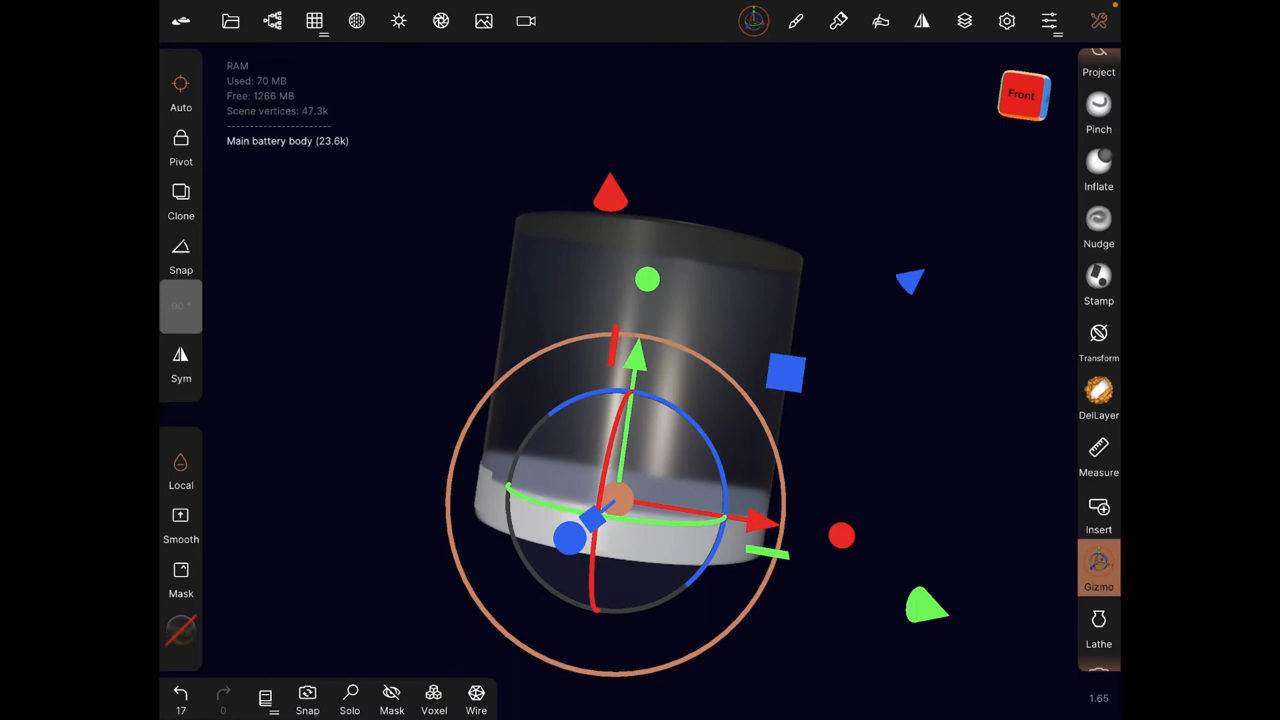 RAM
Used: 70 MB
Free: 1266 MB
Scene vertices: 47.3k
-----------------------
Main battery body (23.6k)
Front
Auto
Pivot
Clone
Snap
90 °
Sym
Local
Smooth
Mask
Project
Pinch
Inflate
Nudge
Stamp
Transform
DelLayer
Measure
Insert
Gizmo
Lathe
17
0
Snap
Solo
Mask
Voxel
Wire
1.65